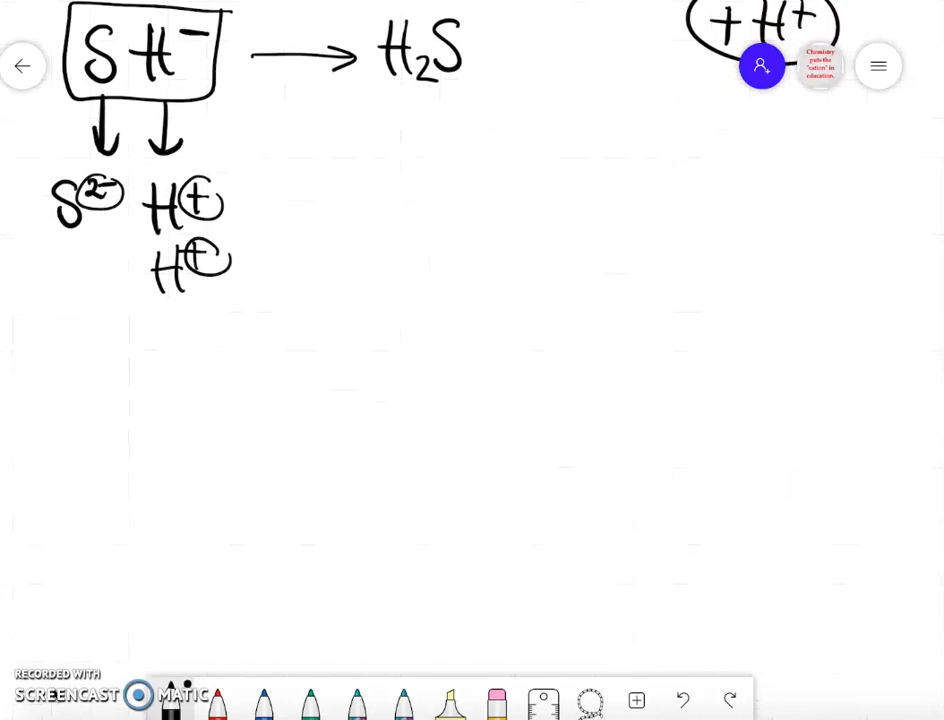 SH⁻ → H₂S
+ H⁺
Chemistry
puts the
"cation" in
education.
S²⁻ H⁺
H⁺
RECORDED WITH
SCREENCAST MATIC